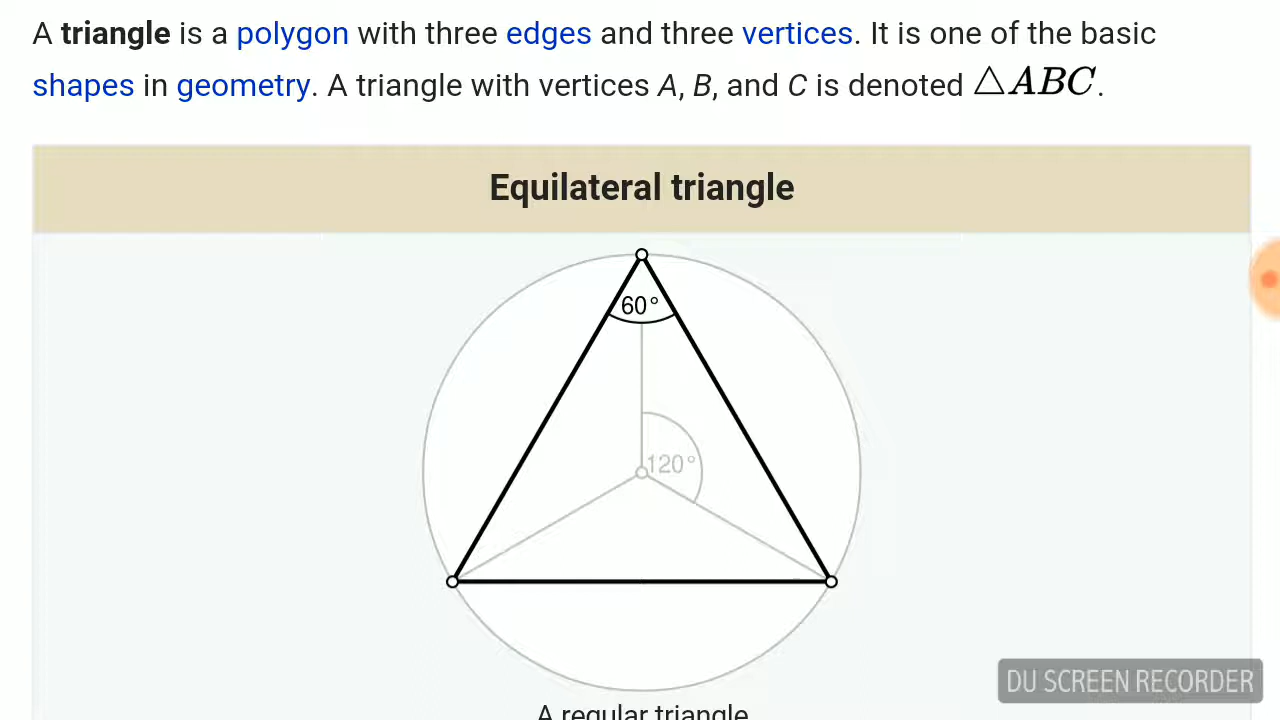 A triangle is a polygon with three edges and three vertices. It is one of the basic
shapes in geometry. A triangle with vertices A, B, and C is denoted △ABC.
Equilateral triangle
60°
120°
A regular triangle
DU SCREEN RECORDER